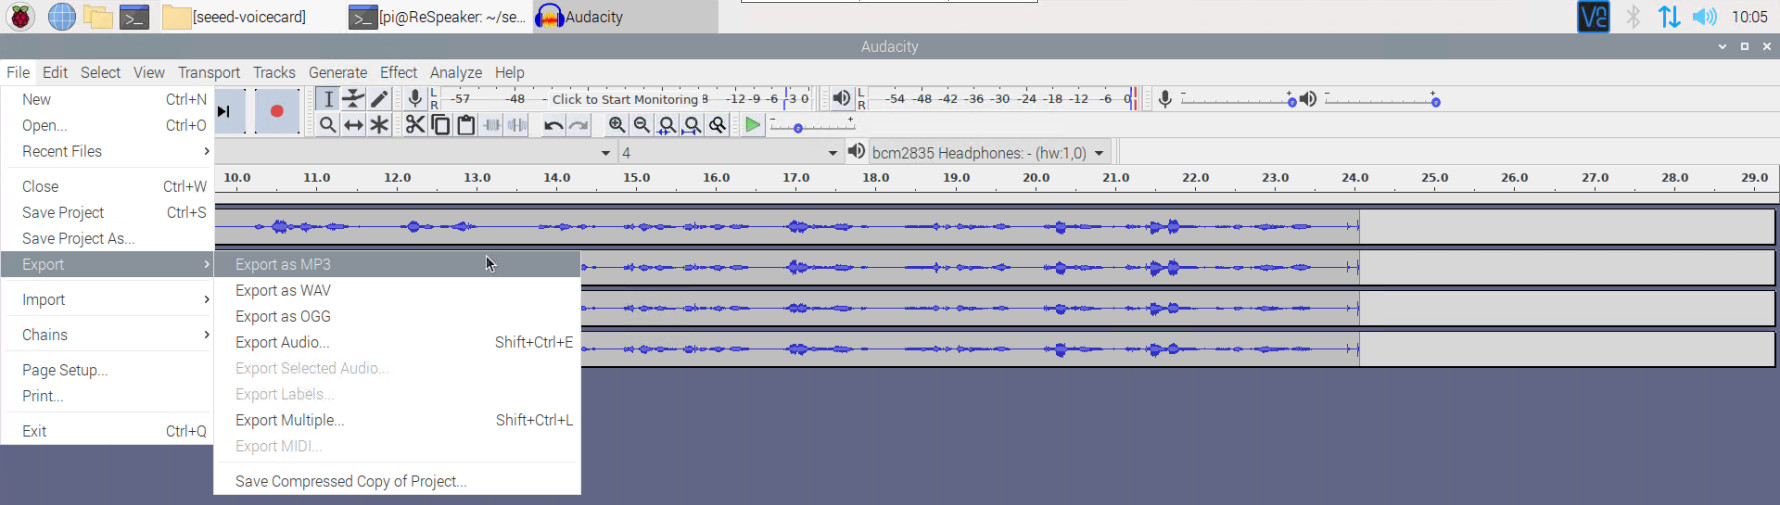 [seeed-voicecard]
[pi@ReSpeaker: ~/se...
Audacity
10:05
Audacity
File Edit Select View Transport Tracks Generate Effect Analyze Help
New Ctrl+N
Open... Ctrl+O
Recent Files
Close Ctrl+W
Save Project Ctrl+S
Save Project As...
Export
Import
Chains
Page Setup...
Print...
Exit Ctrl+Q
Export as MP3
Export as WAV
Export as OGG
Export Audio... Shift+Ctrl+E
Export Selected Audio...
Export Labels...
Export Multiple... Shift+Ctrl+L
Export MIDI...
Save Compressed Copy of Project...
L
R
-57 -48 - Click to Start Monitoring -12 -9 -6 -3 0
L
R
-54 -48 -42 -36 -30 -24 -18 -12 -6 0
4
bcm2835 Headphones: - (hw:1,0)
10.0 11.0 12.0 13.0 14.0 15.0 16.0 17.0 18.0 19.0 20.0 21.0 22.0 23.0 24.0 25.0 26.0 27.0 28.0 29.0